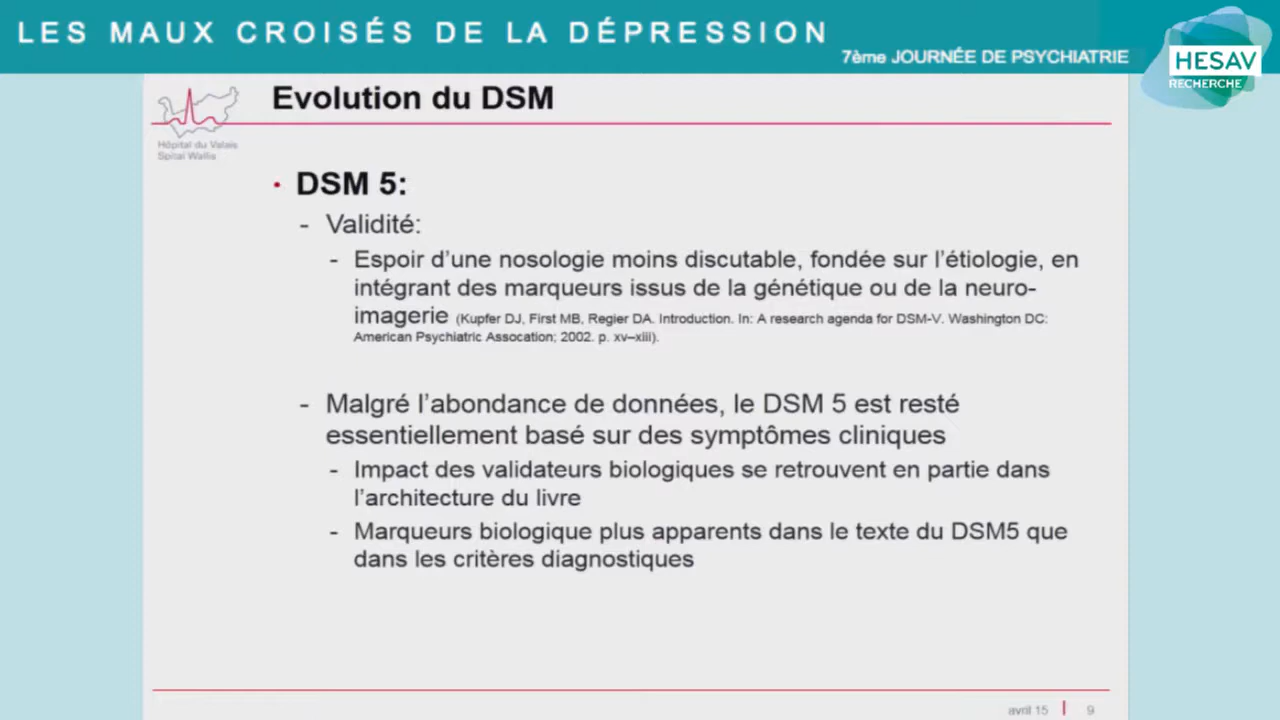 LES MAUX CROISÉS DE LA DÉPRESSION
7ème JOURNÉE DE PSYCHIATRIE
HESAV
RECHERCHE
Hôpital du Valais
Spital Wallis
Evolution du DSM
• DSM 5:
- Validité:
- Espoir d'une nosologie moins discutable, fondée sur l'étiologie, en
intégrant des marqueurs issus de la génétique ou de la neuro-
imagerie (Kupfer DJ, First MB, Regier DA. Introduction. In: A research agenda for DSM-V. Washington DC:
American Psychiatric Assocation; 2002. p. xv–xiii).
- Malgré l'abondance de données, le DSM 5 est resté
essentiellement basé sur des symptômes cliniques
- Impact des validateurs biologiques se retrouvent en partie dans
l'architecture du livre
- Marqueurs biologique plus apparents dans le texte du DSM5 que
dans les critères diagnostiques
avril 15 | 9